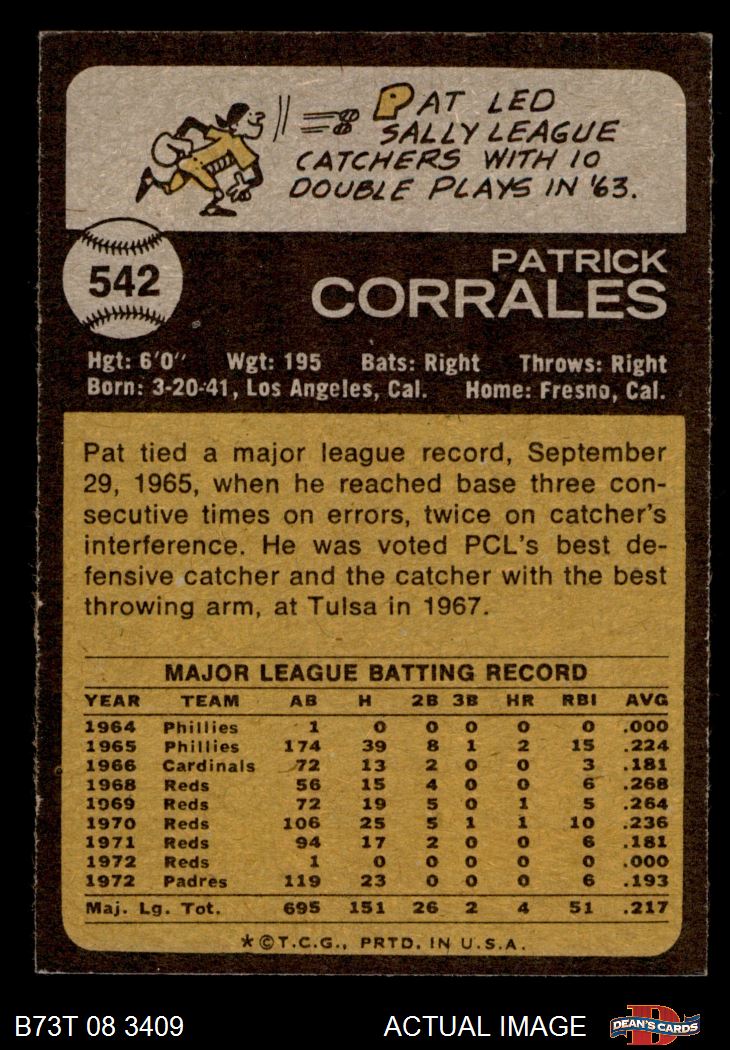 PAT LED
SALLY LEAGUE
CATCHERS WITH 10
DOUBLE PLAYS IN '63.
542
PATRICK
CORRALES
Hgt: 6'0" Wgt: 195 Bats: Right Throws: Right
Born: 3-20-41, Los Angeles, Cal. Home: Fresno, Cal.
Pat tied a major league record, September
29, 1965, when he reached base three con-
secutive times on errors, twice on catcher's
interference. He was voted PCL's best de-
fensive catcher and the catcher with the best
throwing arm, at Tulsa in 1967.
MAJOR LEAGUE BATTING RECORD
YEAR TEAM AB H 2B 3B HR RBI AVG
1964 Phillies 1 0 0 0 0 0 .000
1965 Phillies 174 39 8 1 2 15 .224
1966 Cardinals 72 13 2 0 0 3 .181
1968 Reds 56 15 4 0 0 6 .268
1969 Reds 72 19 5 0 1 5 .264
1970 Reds 106 25 5 1 1 10 .236
1971 Reds 94 17 2 0 0 6 .181
1972 Reds 1 0 0 0 0 0 .000
1972 Padres 119 23 0 0 0 6 .193
Maj. Lg. Tot. 695 151 26 2 4 51 .217
*©T.C.G., PRTD. IN U.S.A.
B73T 08 3409 ACTUAL IMAGE
D
DEAN'S CARDS